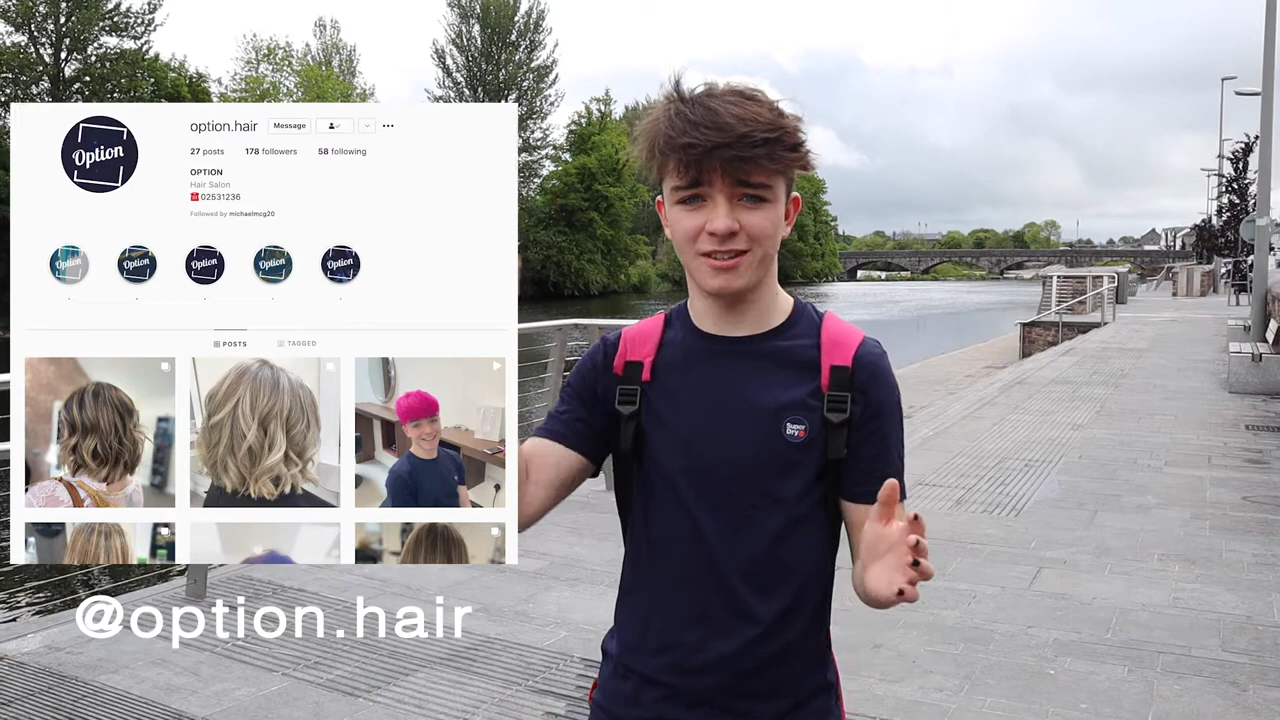 option.hair Message
27 posts 178 followers 58 following
OPTION
Hair Salon
02531236
Followed by michaelmcg20
Option
Option
Option
Option
Option
Option
POSTS TAGGED
Super
Dry
@option.hair